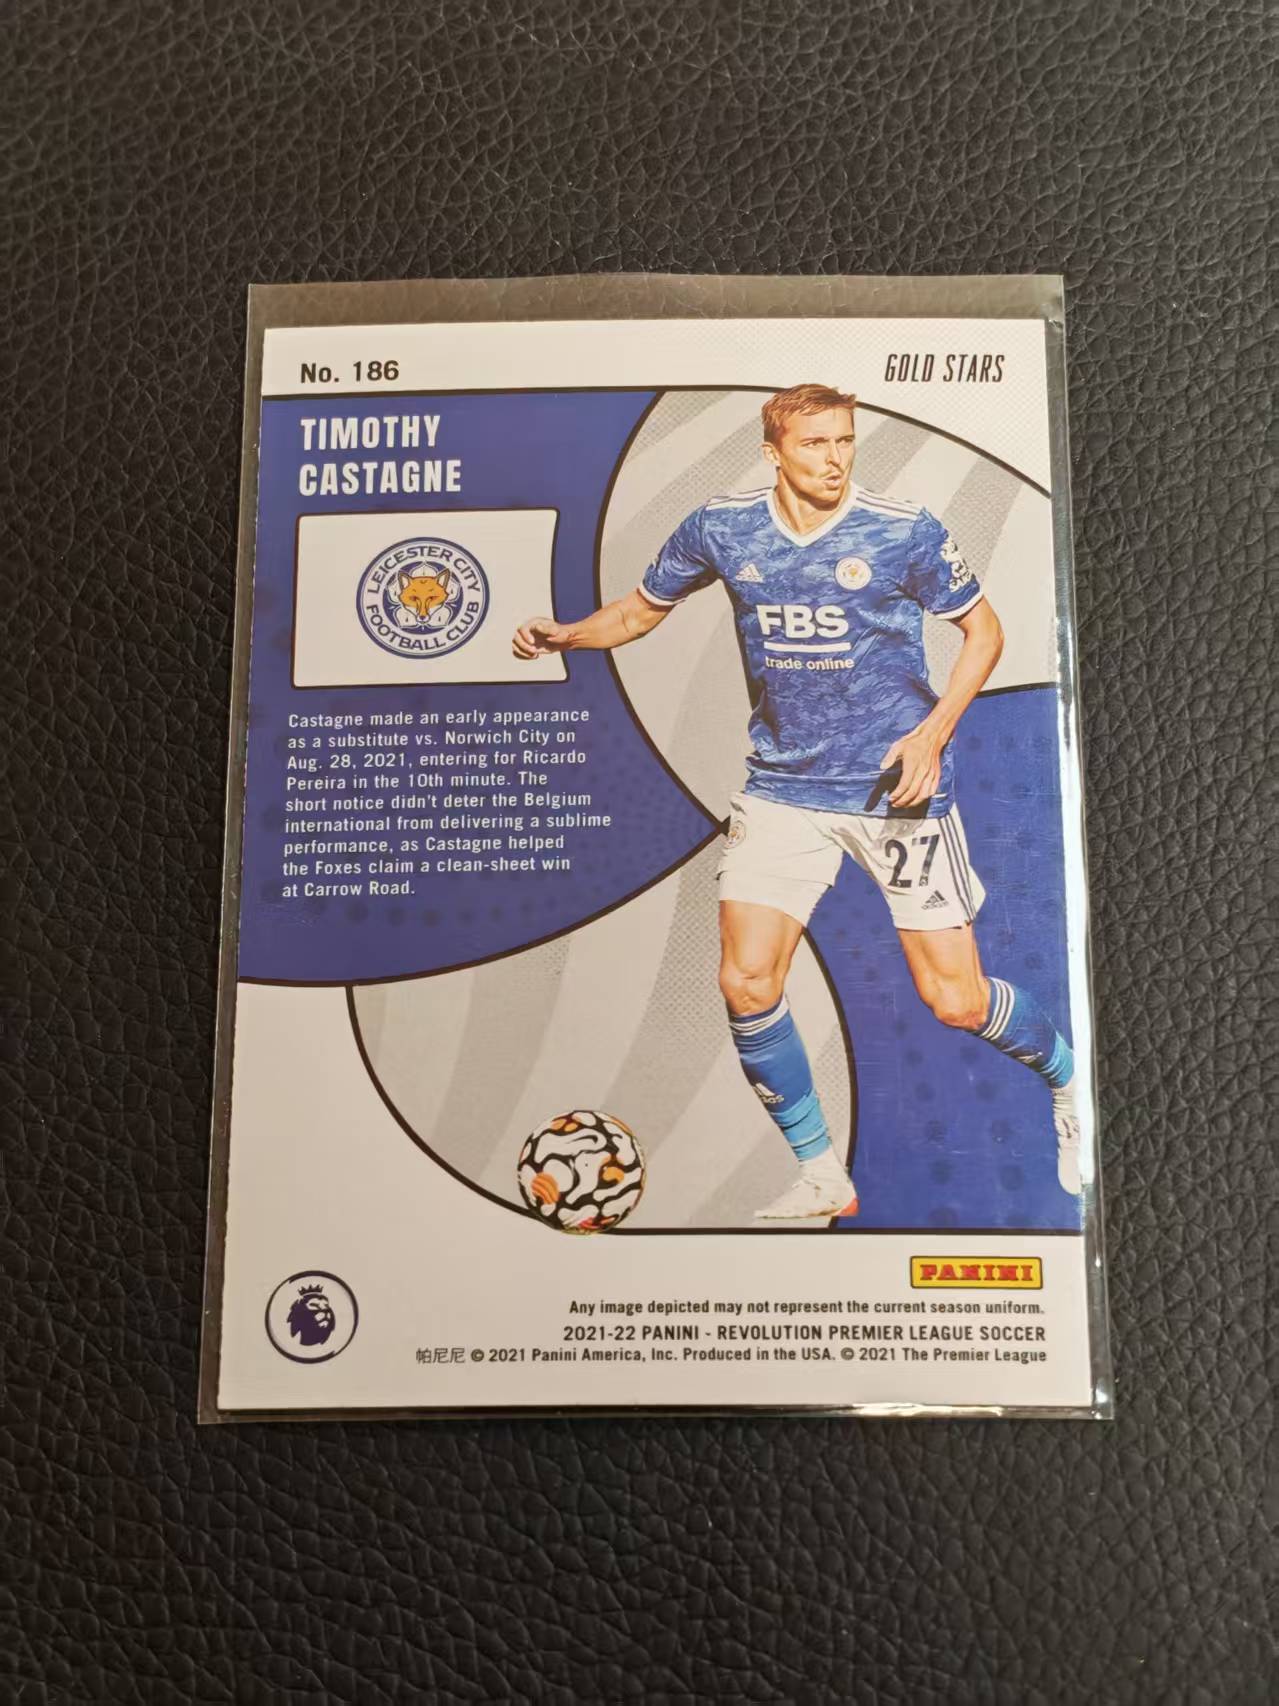 No. 186
GOLD STARS
TIMOTHY
CASTAGNE
LEICESTER CITY
FOOTBALL CLUB
Castagne made an early appearance
as a substitute vs. Norwich City on
Aug. 28, 2021, entering for Ricardo
Pereira in the 10th minute. The
short notice didn't deter the Belgium
international from delivering a sublime
performance, as Castagne helped
the Foxes claim a clean-sheet win
at Carrow Road.
adidas
FBS
trade online
27
adidas
adidas
PANINI
Any image depicted may not represent the current season uniform.
2021-22 PANINI - REVOLUTION PREMIER LEAGUE SOCCER
帕尼尼 © 2021 Panini America, Inc. Produced in the USA. © 2021 The Premier League